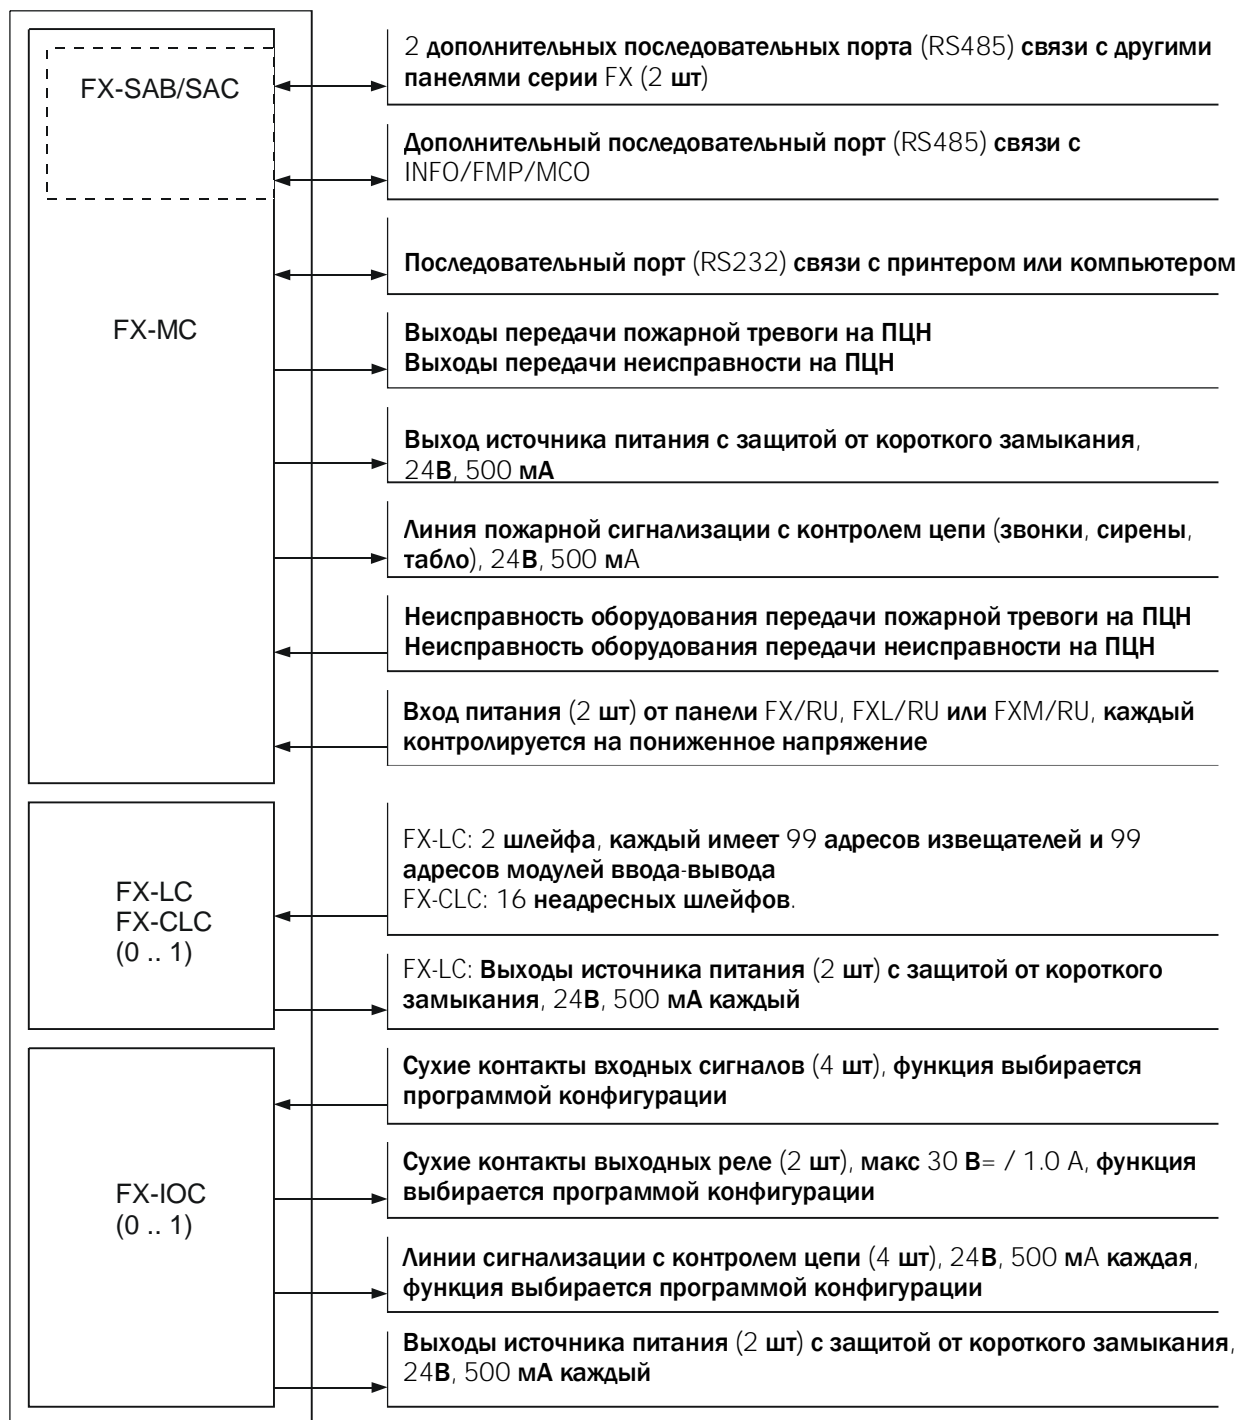 FX-SAB/SAC
2 дополнительных последовательных порта (RS485) связи с другими
панелями серии FX (2 шт)
Дополнительный последовательный порт (RS485) связи с
INFO/FMP/MCO
Последовательный порт (RS232) связи с принтером или компьютером
FX-MC
Выходы передачи пожарной тревоги на ПЦН
Выходы передачи неисправности на ПЦН
Выход источника питания с защитой от короткого замыкания,
24В, 500 мА
Линия пожарной сигнализации с контролем цепи (звонки, сирены,
табло), 24В, 500 мА
Неисправность оборудования передачи пожарной тревоги на ПЦН
Неисправность оборудования передачи неисправности на ПЦН
Вход питания (2 шт) от панели FX/RU, FXL/RU или FXM/RU, каждый
контролируется на пониженное напряжение
FX-LC
FX-CLC
(0 .. 1)
FX-LC: 2 шлейфа, каждый имеет 99 адресов извещателей и 99
адресов модулей ввода-вывода
FX-CLC: 16 неадресных шлейфов.
FX-LC: Выходы источника питания (2 шт) с защитой от короткого
замыкания, 24В, 500 мА каждый
FX-IOC
(0 .. 1)
Сухие контакты входных сигналов (4 шт), функция выбирается
программой конфигурации
Сухие контакты выходных реле (2 шт), макс 30 В= / 1.0 А, функция
выбирается программой конфигурации
Линии сигнализации с контролем цепи (4 шт), 24В, 500 мА каждая,
функция выбирается программой конфигурации
Выходы источника питания (2 шт) с защитой от короткого замыкания,
24В, 500 мА каждый